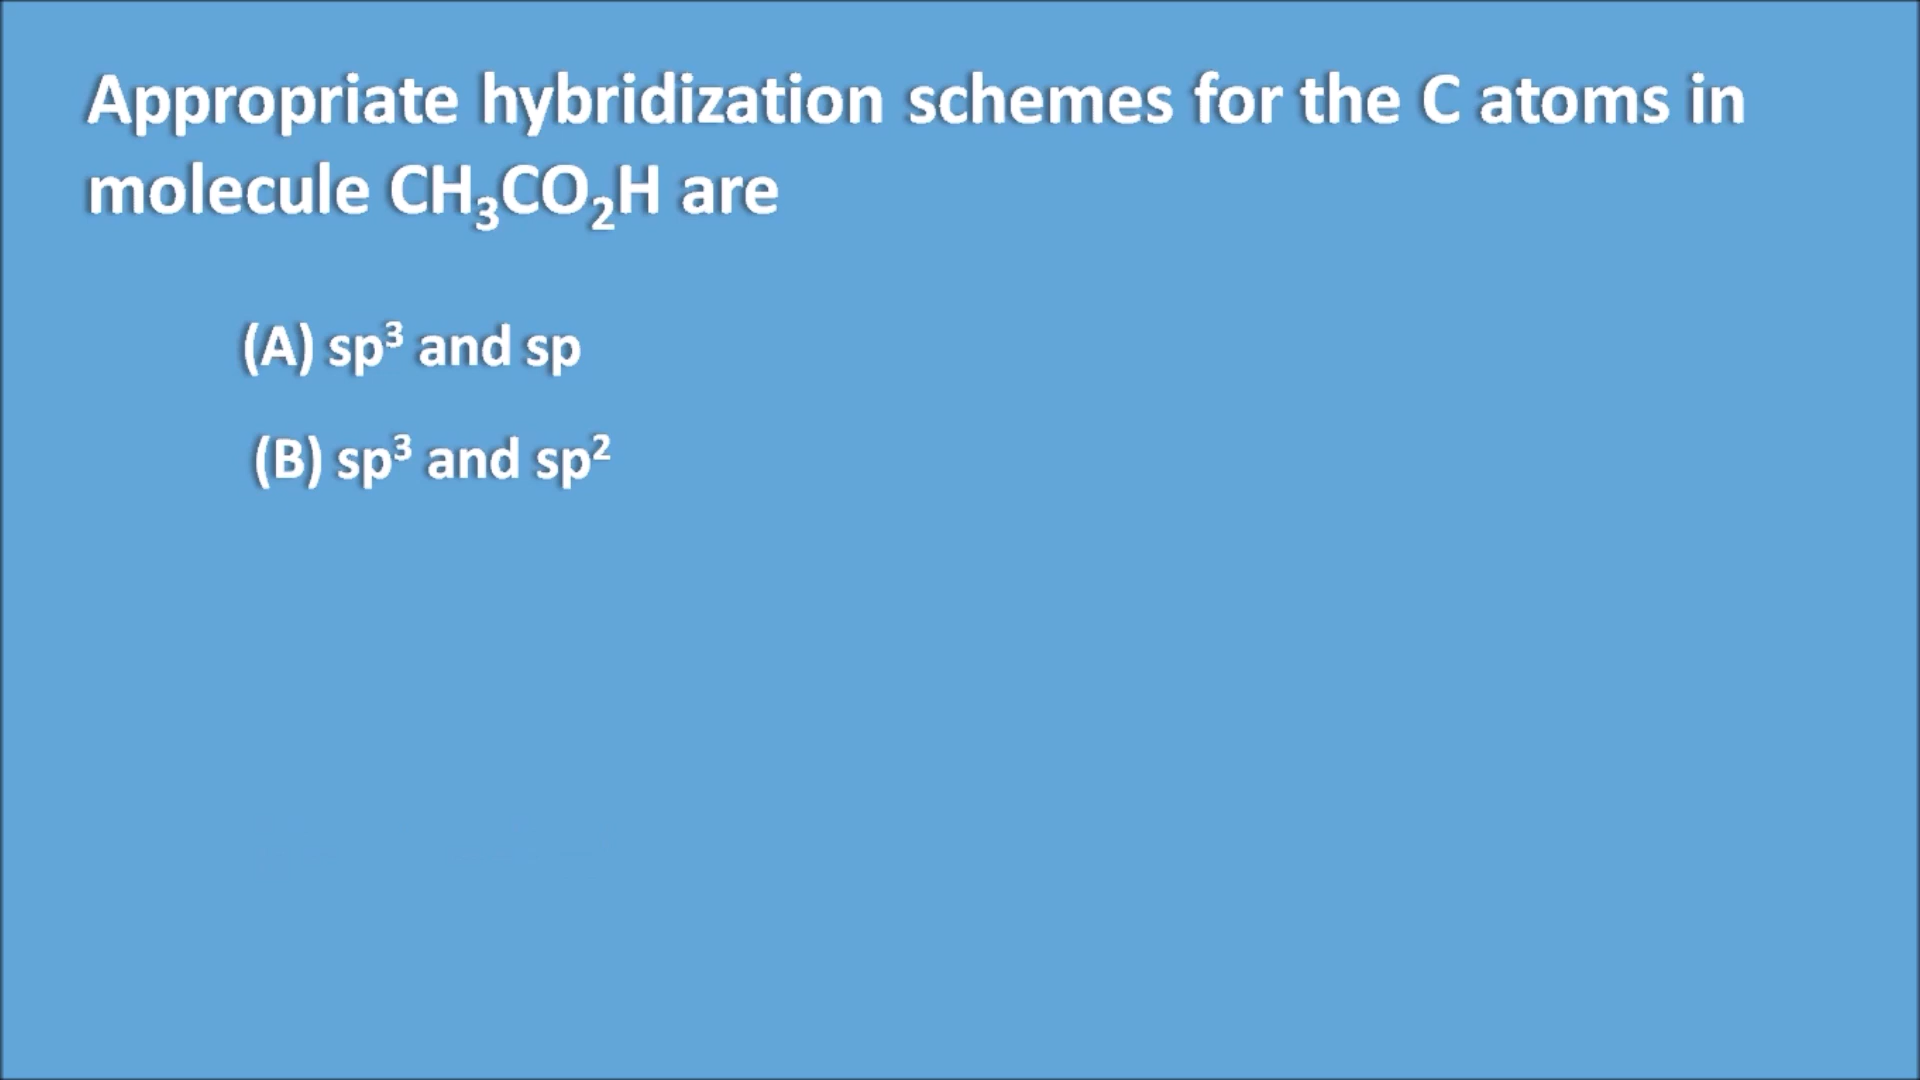 Appropriate hybridization schemes for the C atoms in
molecule CH₃CO₂H are
(A) sp³ and sp
(B) sp³ and sp²